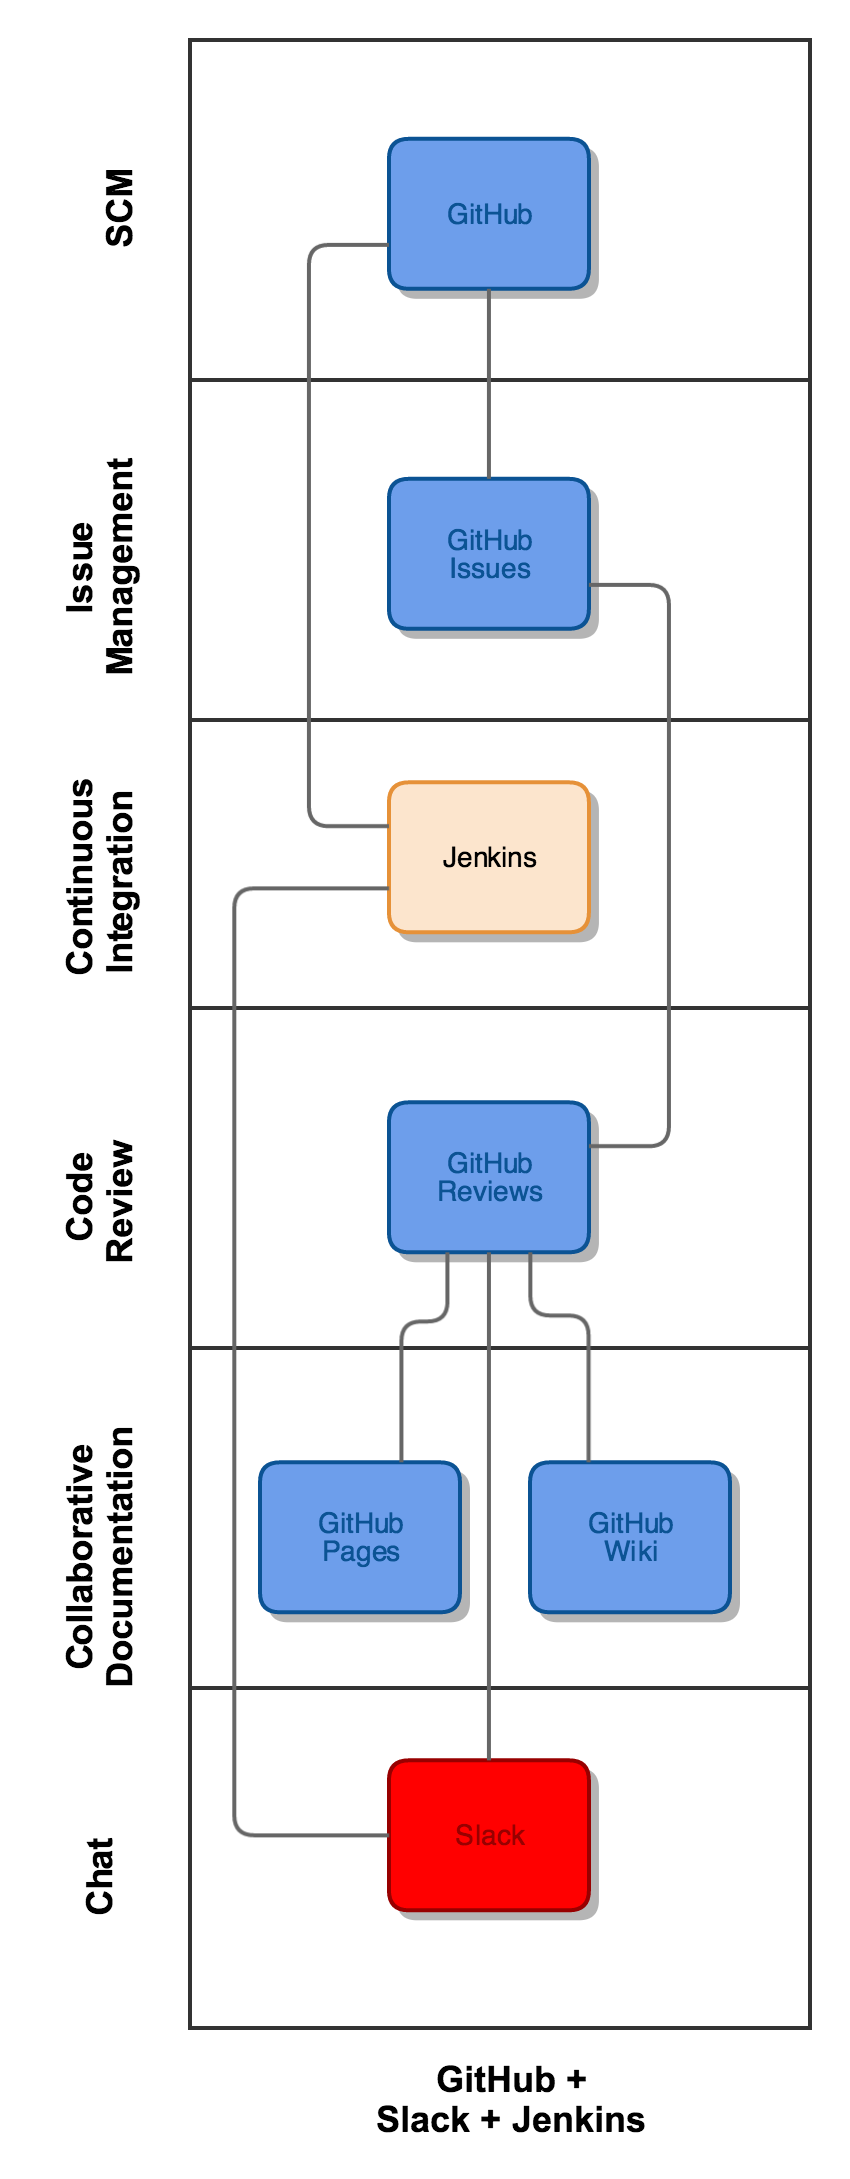 SCM
GitHub
Issue
Management
GitHub
Issues
Continuous
Integration
Jenkins
Code
Review
GitHub
Reviews
Collaborative
Documentation
GitHub
Pages
GitHub
Wiki
Chat
Slack
GitHub +
Slack + Jenkins